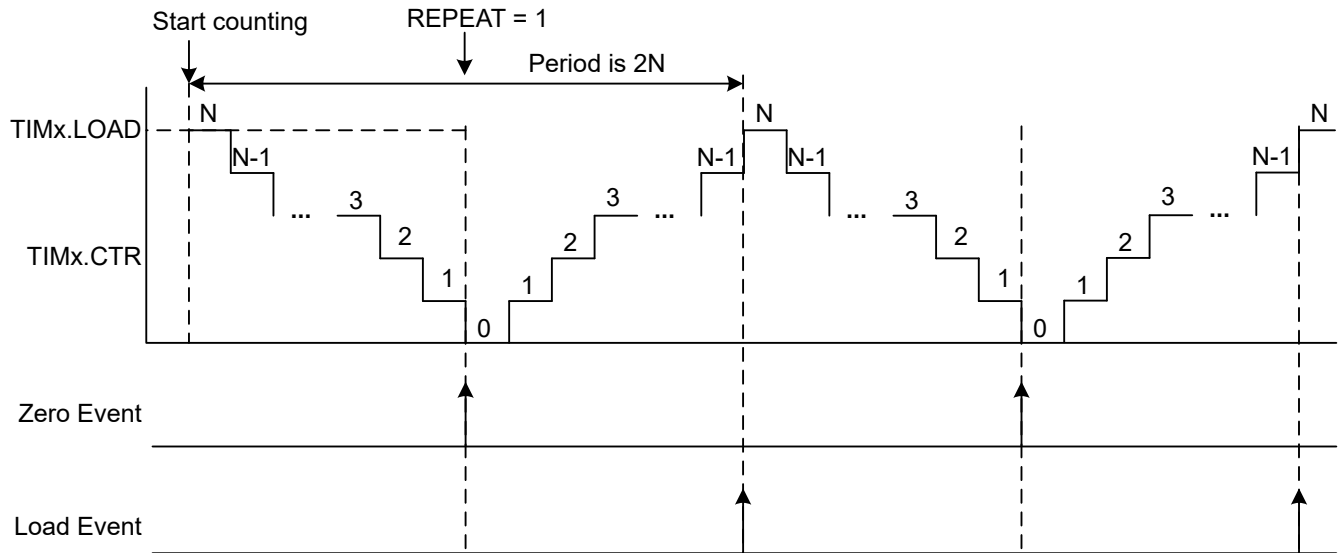 Start counting
REPEAT = 1
Period is 2N
TIMx.LOAD
N
N
N
N-1
N-1
N-1
N-1
...
3
3
...
...
3
3
...
TIMx.CTR
2
2
2
2
1
1
1
1
0
0
Zero Event
Load Event